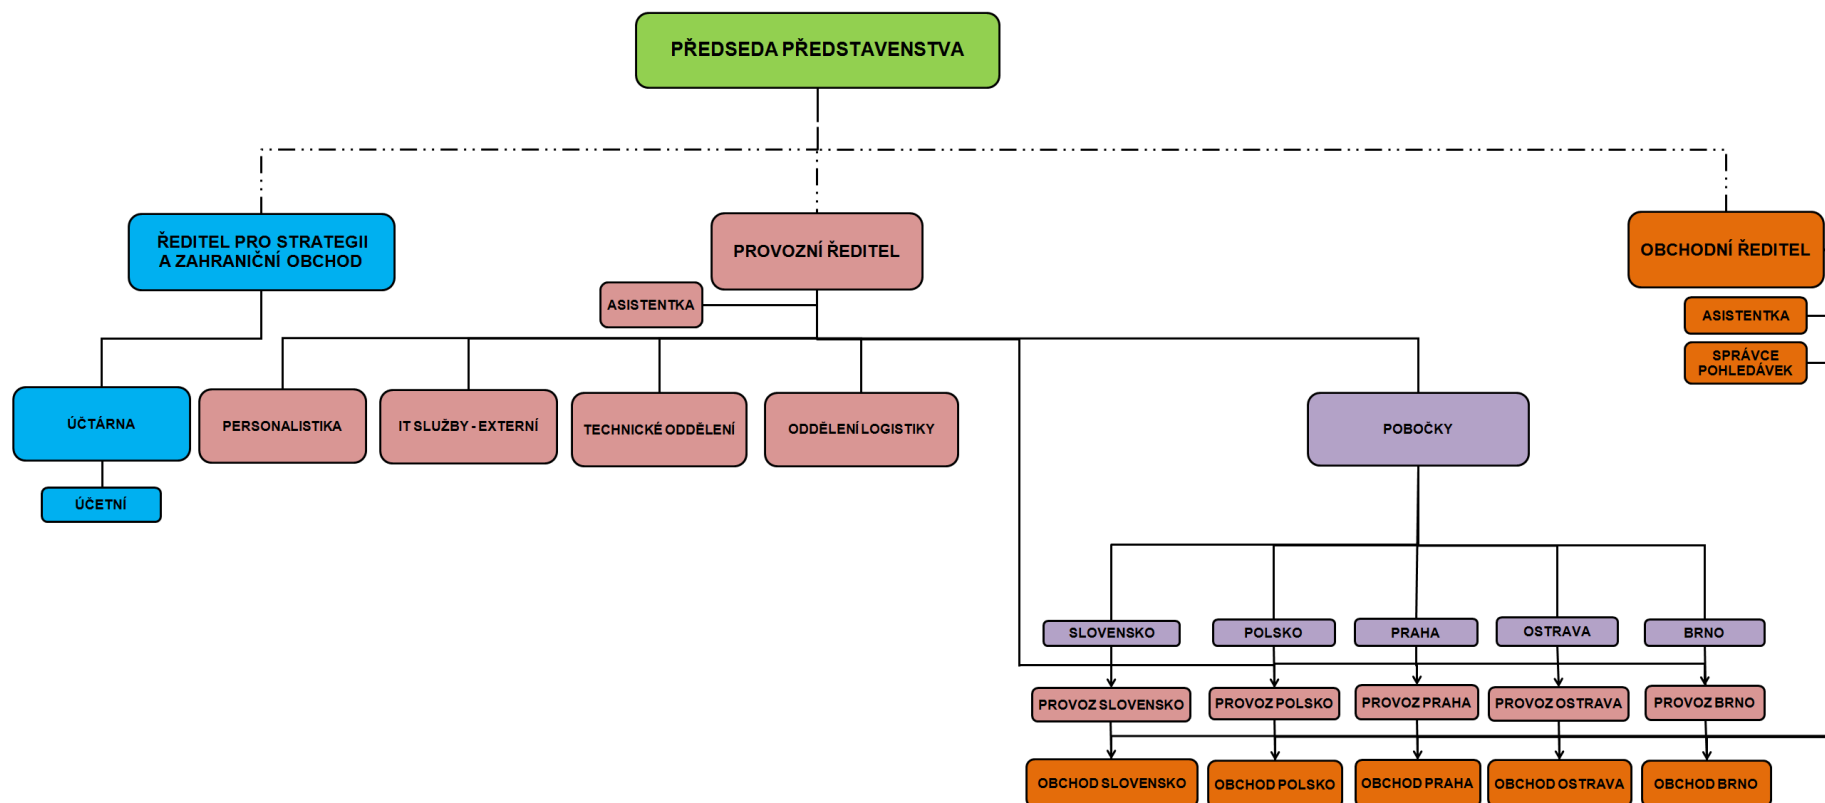 PŘEDSEDA PŘEDSTAVENSTVA
ŘEDITEL PRO STRATEGII
A ZAHRANIČNÍ OBCHOD
PROVOZNÍ ŘEDITEL
OBCHODNÍ ŘEDITEL
ASISTENTKA
ASISTENTKA
SPRÁVCE
POHLEDÁVEK
ÚČTÁRNA
PERSONALISTIKA
IT SLUŽBY - EXTERNÍ
TECHNICKÉ ODDĚLENÍ
ODDĚLENÍ LOGISTIKY
POBOČKY
ÚČETNÍ
SLOVENSKO
POLSKO
PRAHA
OSTRAVA
BRNO
PROVOZ SLOVENSKO
PROVOZ POLSKO
PROVOZ PRAHA
PROVOZ OSTRAVA
PROVOZ BRNO
OBCHOD SLOVENSKO
OBCHOD POLSKO
OBCHOD PRAHA
OBCHOD OSTRAVA
OBCHOD BRNO